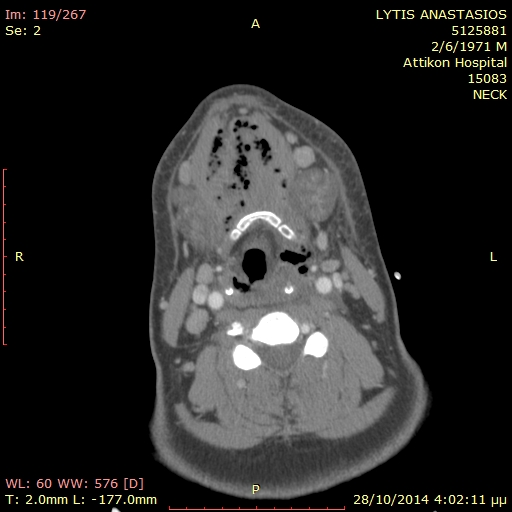 Im: 119/267
Se: 2
A
LYTIS ANASTASIOS
5125881
2/6/1971 M
Attikon Hospital
15083
NECK
R
L
WL: 60 WW: 576 [D]
T: 2.0mm L: -177.0mm
P
28/10/2014 4:02:11 μμ